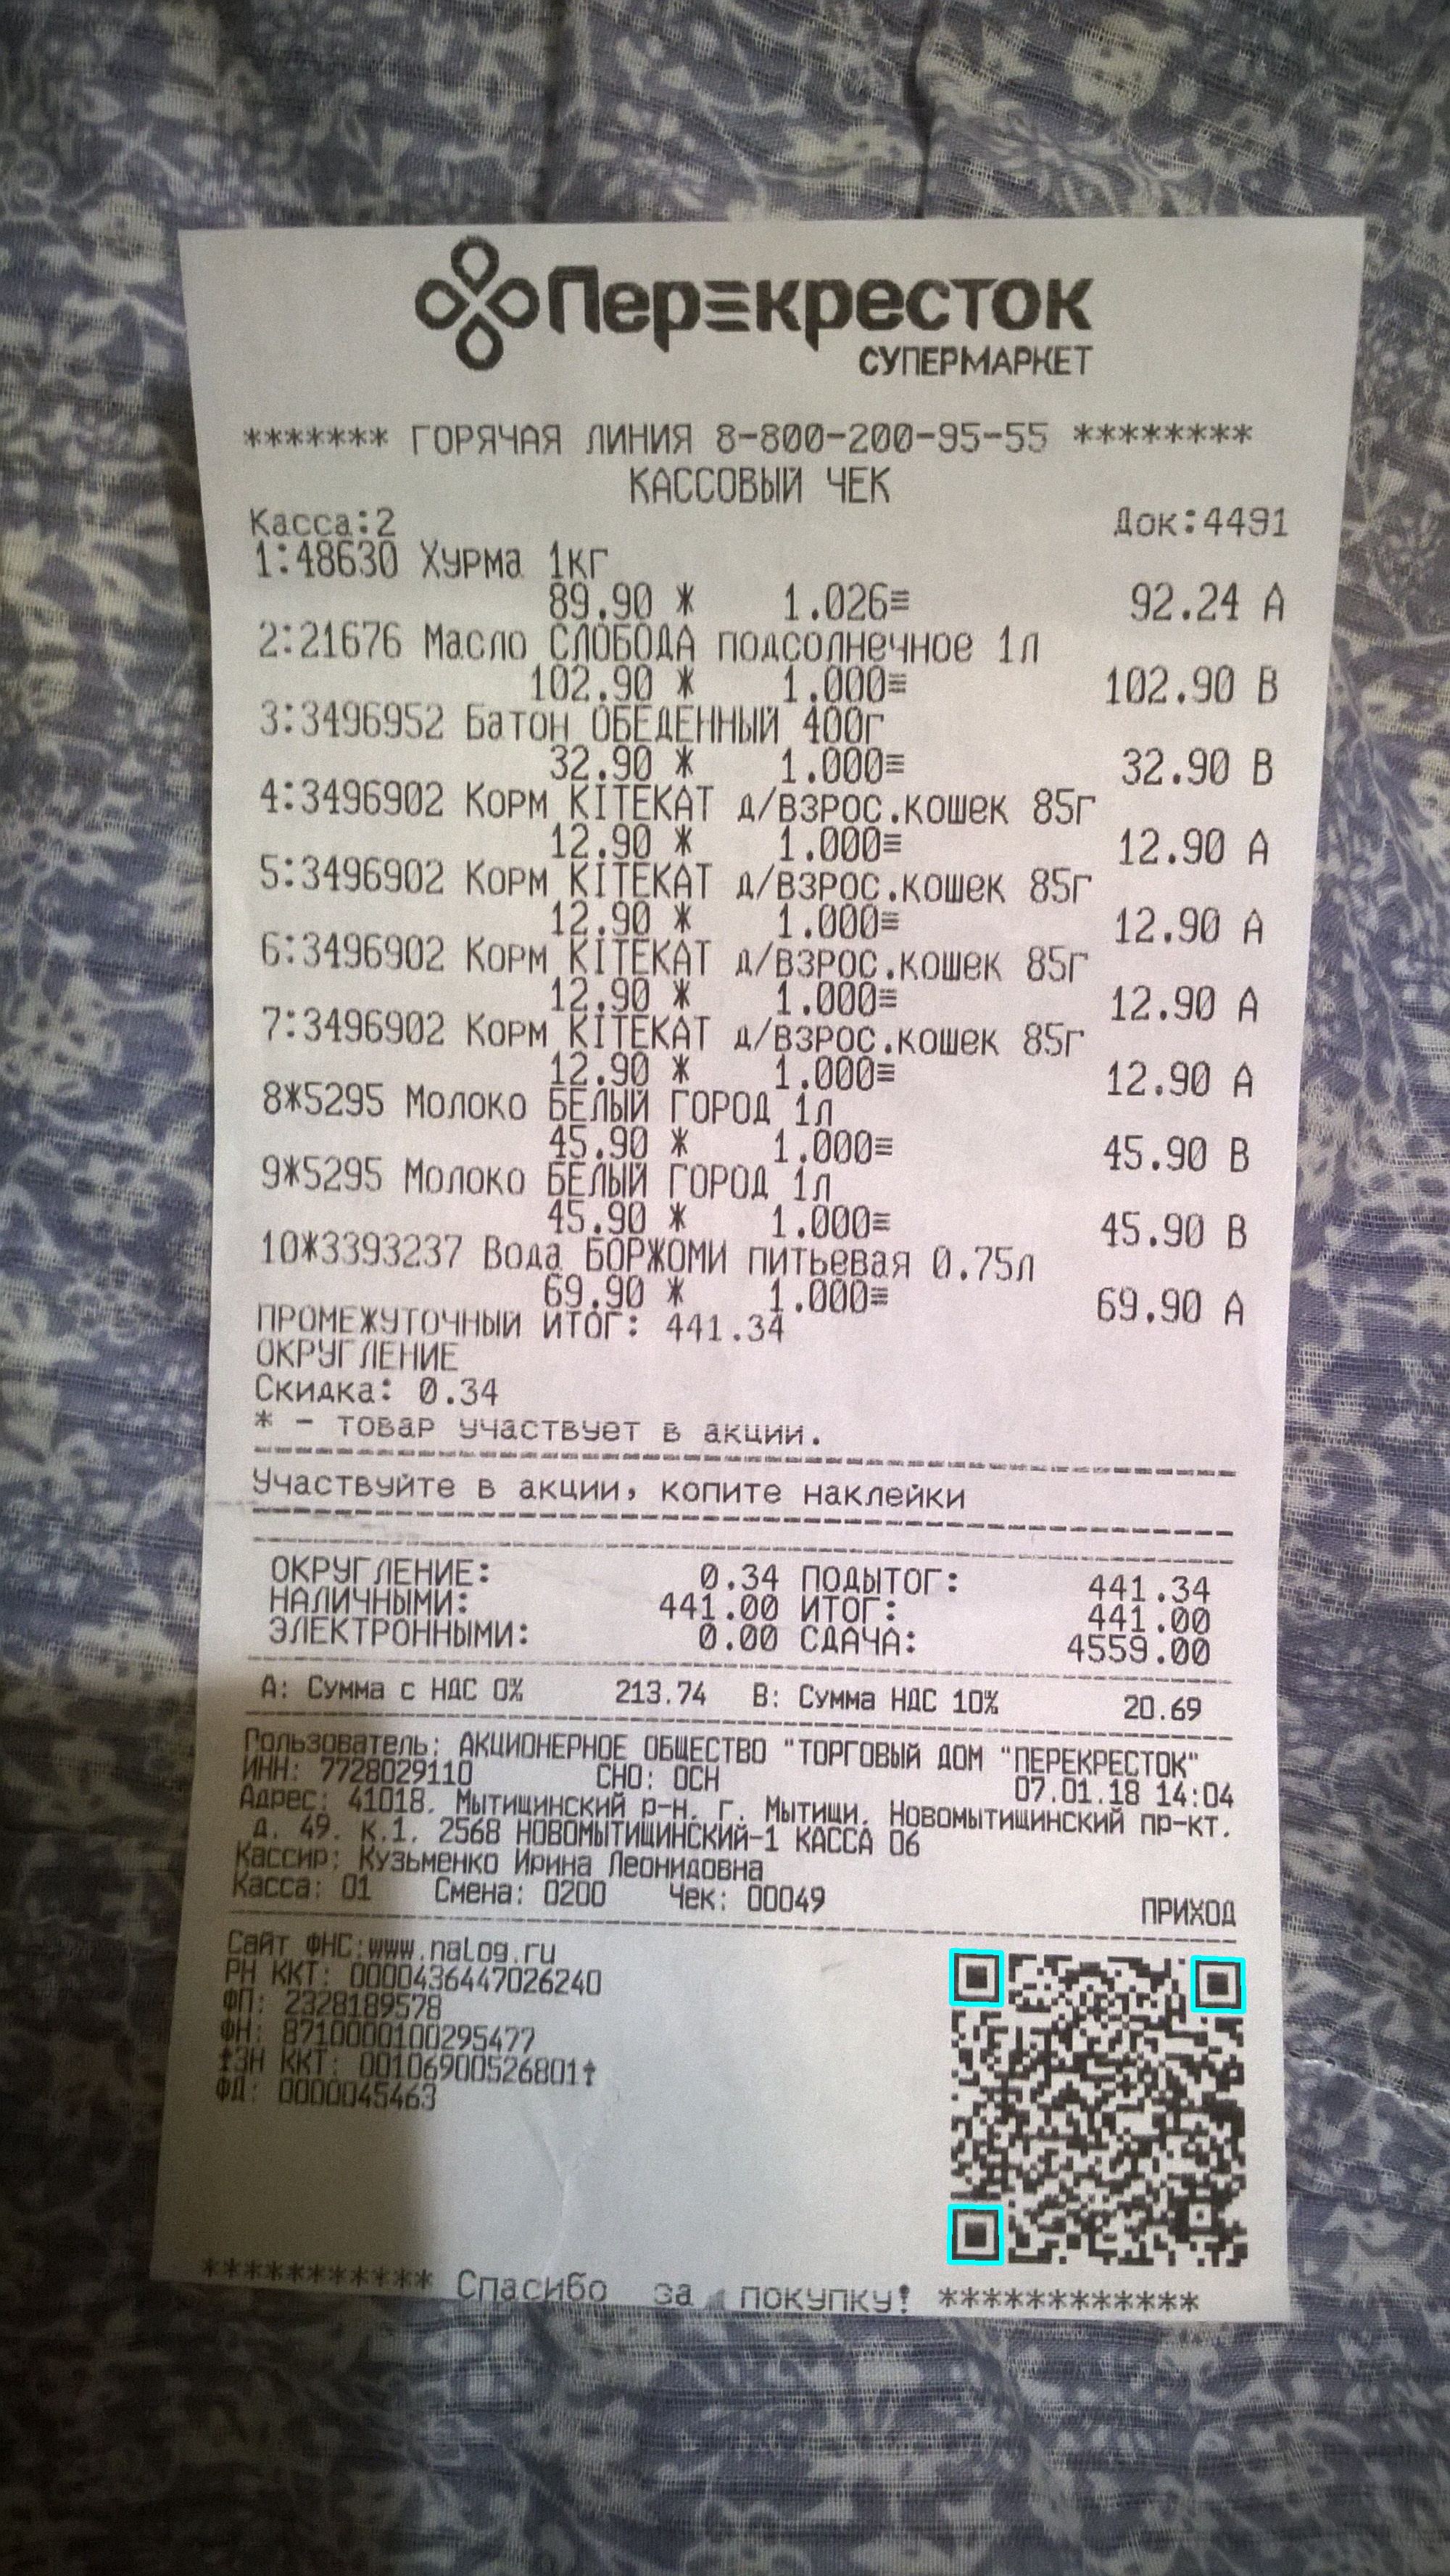 Перекресток
СУПЕРМАРКЕТ
******* ГОРЯЧАЯ ЛИНИЯ 8-800-200-95-55 ********
КАССОВЫЙ ЧЕК
Касса:2 Док:4491
1:48630 Хурма 1кг
89.90 * 1.026≡ 92.24 А
2:21676 Масло СЛОБОДА подсолнечное 1л
102.90 * 1.000≡ 102.90 В
3:3496952 Батон ОБЕДЕННЫЙ 400г
32.90 * 1.000≡ 32.90 В
4:3496902 Корм KITEKAT д/взрос.кошек 85г
12.90 * 1.000≡ 12.90 А
5:3496902 Корм KITEKAT д/взрос.кошек 85г
12.90 * 1.000≡ 12.90 А
6:3496902 Корм KITEKAT д/взрос.кошек 85г
12.90 * 1.000≡ 12.90 А
7:3496902 Корм KITEKAT д/взрос.кошек 85г
12.90 * 1.000≡ 12.90 А
8*5295 Молоко БЕЛЫЙ ГОРОД 1л
45.90 * 1.000≡ 45.90 В
9*5295 Молоко БЕЛЫЙ ГОРОД 1л
45.90 * 1.000≡ 45.90 В
10*3393237 Вода БОРЖОМИ питьевая 0.75л
69.90 * 1.000≡ 69.90 А
ПРОМЕЖУТОЧНЫЙ ИТОГ: 441.34
ОКРУГЛЕНИЕ
Скидка: 0.34
* - товар участвует в акции.
Участвуйте в акции, копите наклейки
ОКРУГЛЕНИЕ: 0.34 ПОДЫТОГ: 441.34
НАЛИЧНЫМИ: 441.00 ИТОГ: 441.00
ЭЛЕКТРОННЫМИ: 0.00 СДАЧА: 4559.00
А: Сумма с НДС 0% 213.74 В: Сумма НДС 10% 20.69
Пользователь: АКЦИОНЕРНОЕ ОБЩЕСТВО "ТОРГОВЫЙ ДОМ "ПЕРЕКРЕСТОК"
ИНН: 7728029110 СНО: ОСН 07.01.18 14:04
Адрес: 41018, Мытищинский р-н, г. Мытищи, Новомытищинский пр-кт,
д. 49, к.1, 2568 НОВОМЫТИЩИНСКИЙ-1 КАССА 06
Кассир: Кузьменко Ирина Леонидовна
Касса: 01 Смена: 0200 Чек: 00049 ПРИХОД
Сайт ФНС:www.nalog.ru
РН ККТ: 0000436447026240
ФП: 2328189578
ФН: 8710000100295477
↑ЗН ККТ: 00106900526801↑
ФД: 0000045463
*********** Спасибо за покупку! ************